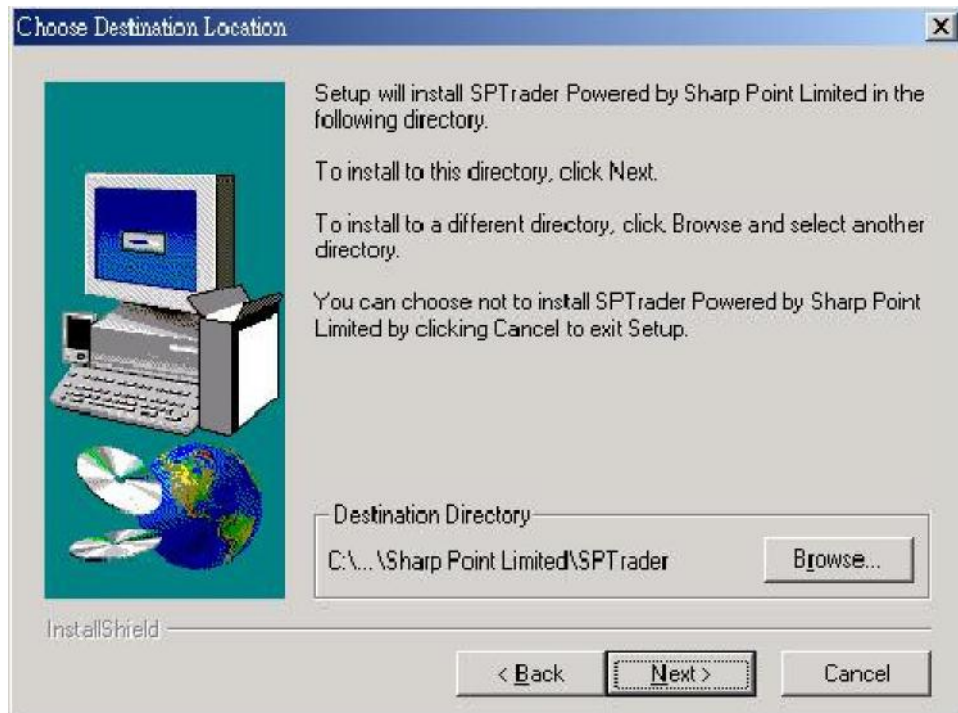 Choose Destination Location
Setup will install SPTrader Powered by Sharp Point Limited in the
following directory.
To install to this directory, click Next.
To install to a different directory, click Browse and select another
directory.
You can choose not to install SPTrader Powered by Sharp Point
Limited by clicking Cancel to exit Setup.
Destination Directory
C:\...\Sharp Point Limited\SPTrader
Browse...
InstallShield
< Back
Next >
Cancel